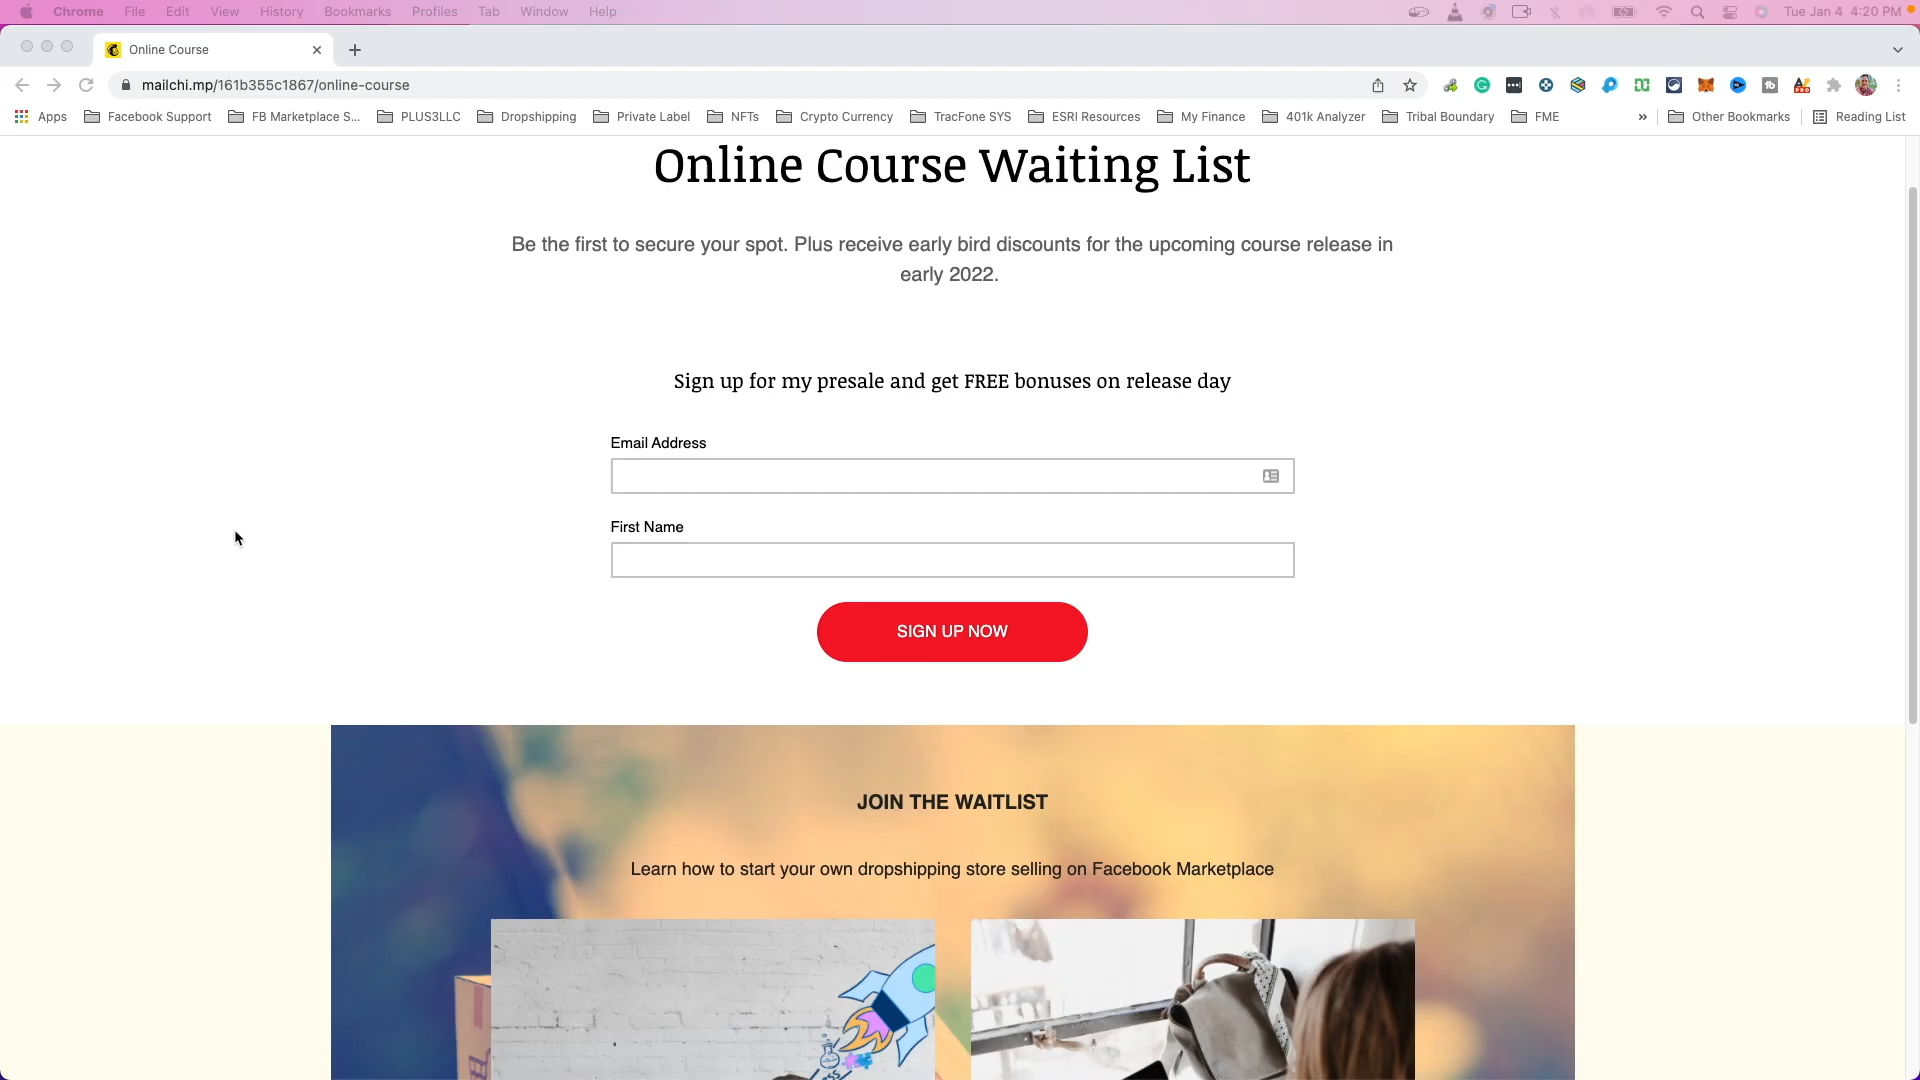 Chrome File Edit View History Bookmarks Profiles Tab Window Help Tue Jan 4 4:20 PM
Online Course
mailchi.mp/161b355c1867/online-course
Apps Facebook Support FB Marketplace S... PLUS3LLC Dropshipping Private Label NFTs Crypto Currency TracFone SYS ESRI Resources My Finance 401k Analyzer Tribal Boundary FME » Other Bookmarks Reading List
Online Course Waiting List
Be the first to secure your spot. Plus receive early bird discounts for the upcoming course release in
early 2022.
Sign up for my presale and get FREE bonuses on release day
Email Address
First Name
SIGN UP NOW
JOIN THE WAITLIST
Learn how to start your own dropshipping store selling on Facebook Marketplace